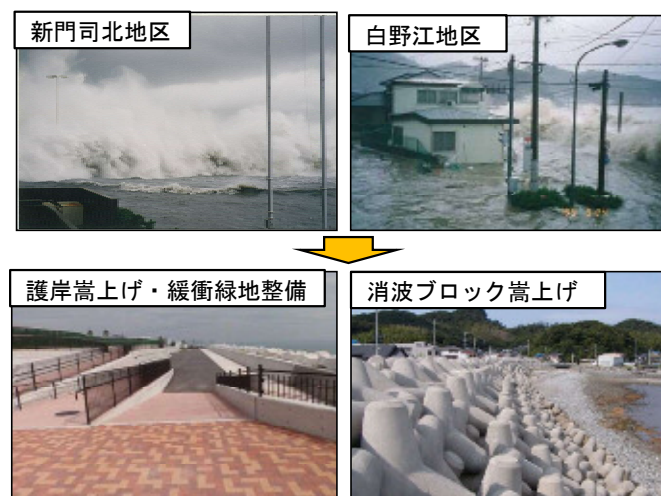 新門司北地区
白野江地区
護岸嵩上げ・緩衝緑地整備
消波ブロック嵩上げ